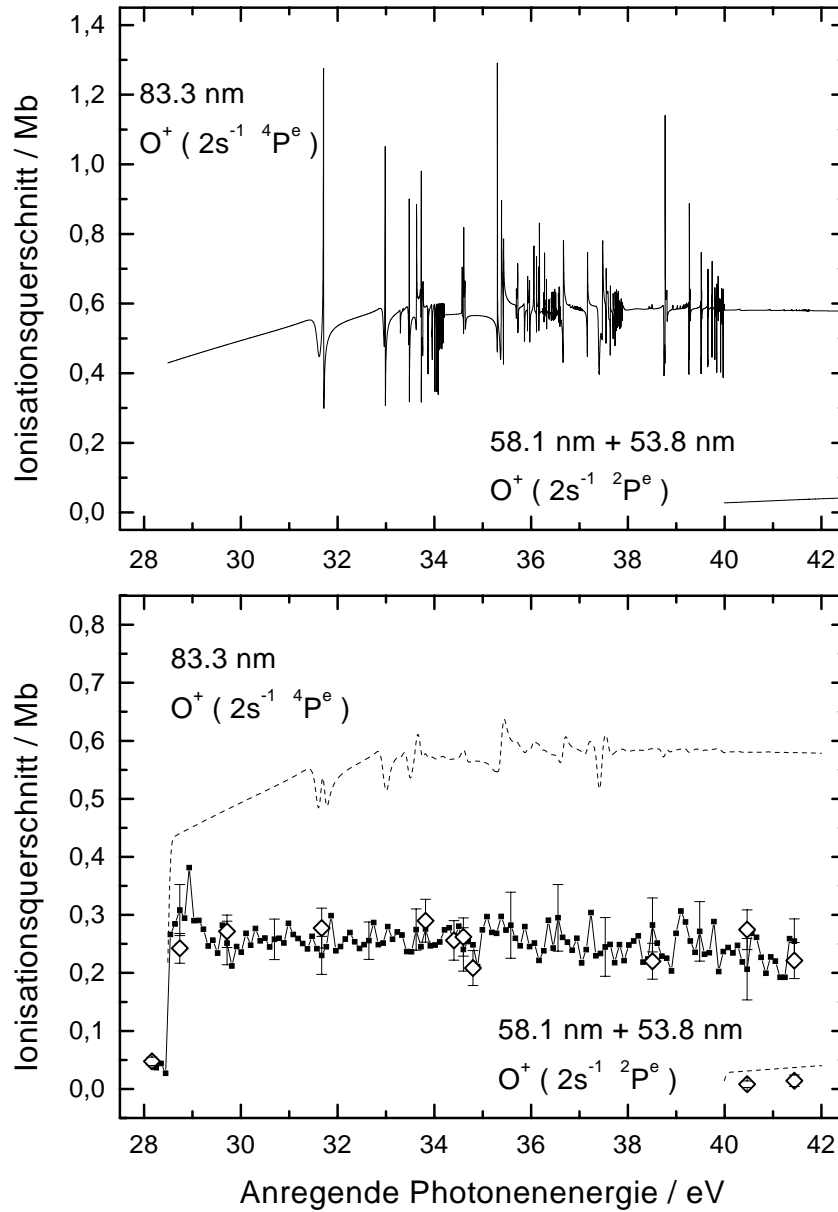 1,4
1,2
1,0
0,8
0,6
0,4
0,2
0,0
Ionisationsquerschnitt / Mb
83.3 nm
O⁺ ( 2s⁻¹ ⁴Pᵉ )
58.1 nm + 53.8 nm
O⁺ ( 2s⁻¹ ²Pᵉ )
28 30 32 34 36 38 40 42
0,8
0,7
0,6
0,5
0,4
0,3
0,2
0,1
0,0
Ionisationsquerschnitt / Mb
83.3 nm
O⁺ ( 2s⁻¹ ⁴Pᵉ )
58.1 nm + 53.8 nm
O⁺ ( 2s⁻¹ ²Pᵉ )
28 30 32 34 36 38 40 42
Anregende Photonenenergie / eV